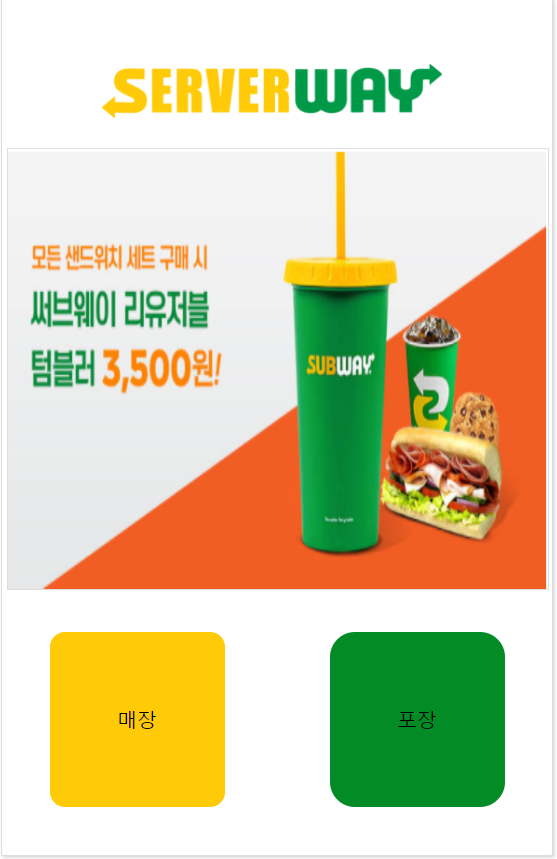 SERVERWAY
모든 샌드위치 세트 구매 시
써브웨이 리유저블
텀블러 3,500원!
SUBWAY
매장
포장